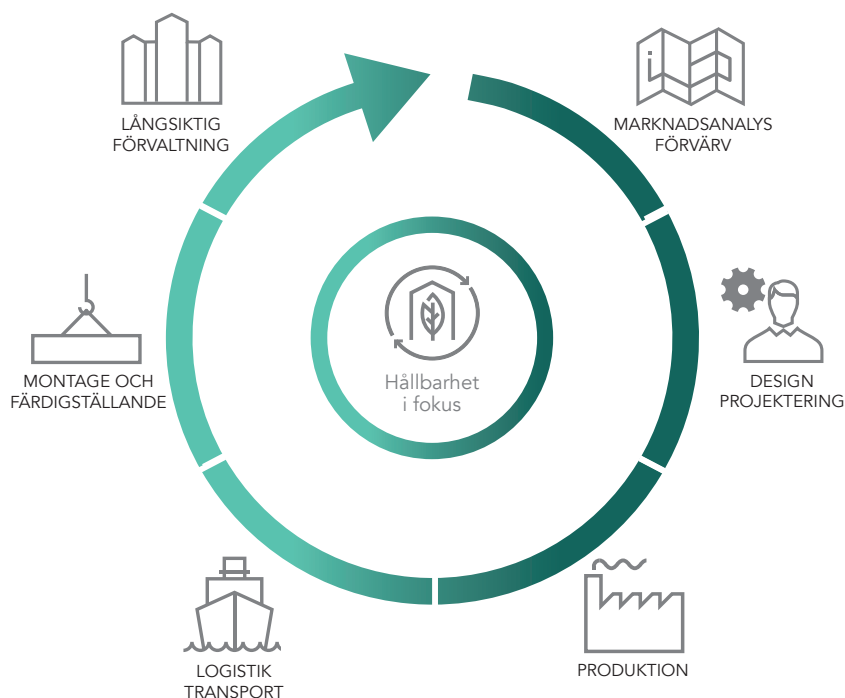 LÅNGSIKTIG
FÖRVALTNING
MARKNADSANALYS
FÖRVÄRV
MONTAGE OCH
FÄRDIGSTÄLLANDE
Hållbarhet
i fokus
DESIGN
PROJEKTERING
LOGISTIK
TRANSPORT
PRODUKTION